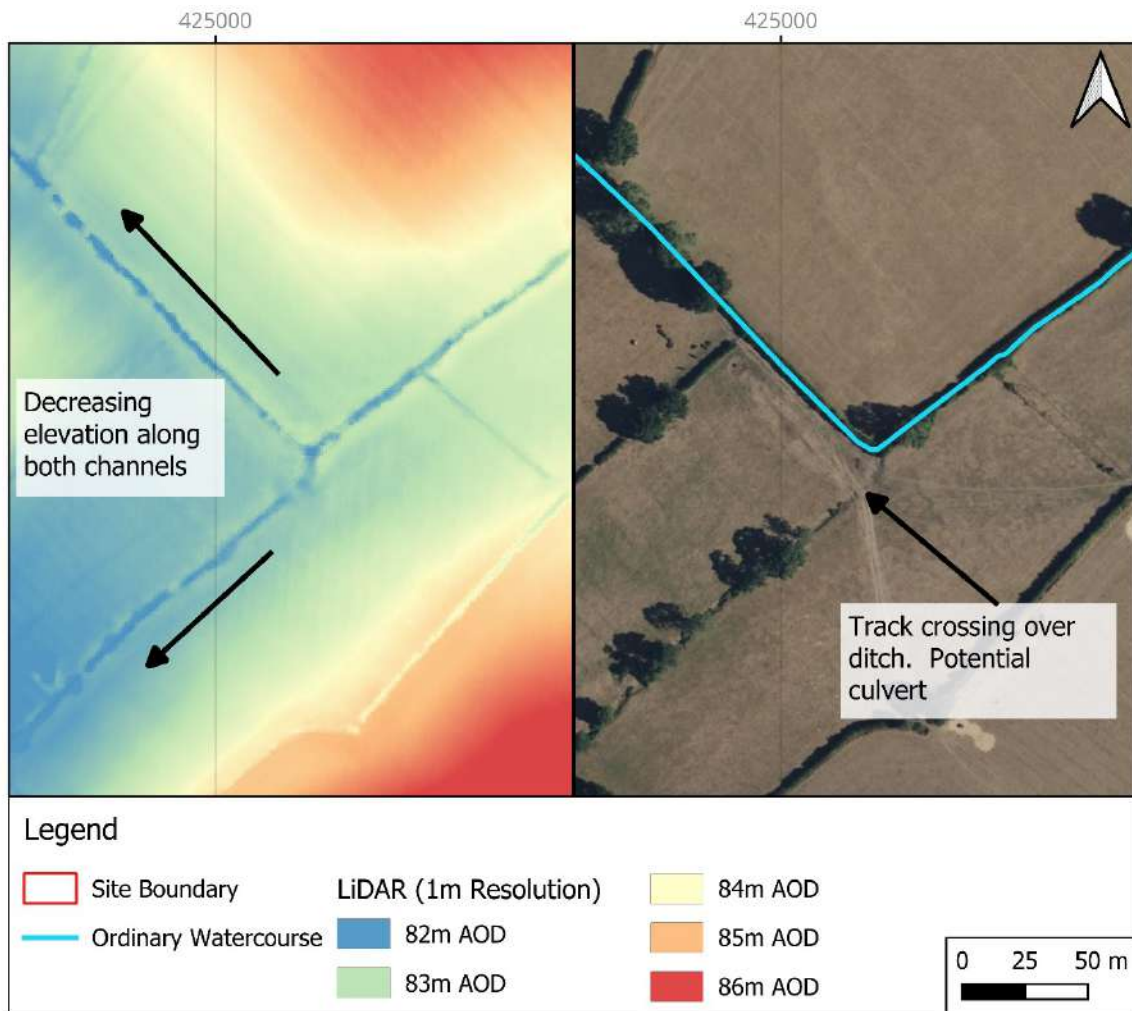 425000
425000
Decreasing
elevation along
both channels
Track crossing over
ditch.  Potential
culvert
Legend
Site Boundary
Ordinary Watercourse
LiDAR (1m Resolution)
82m AOD
83m AOD
84m AOD
85m AOD
86m AOD
0 25 50 m